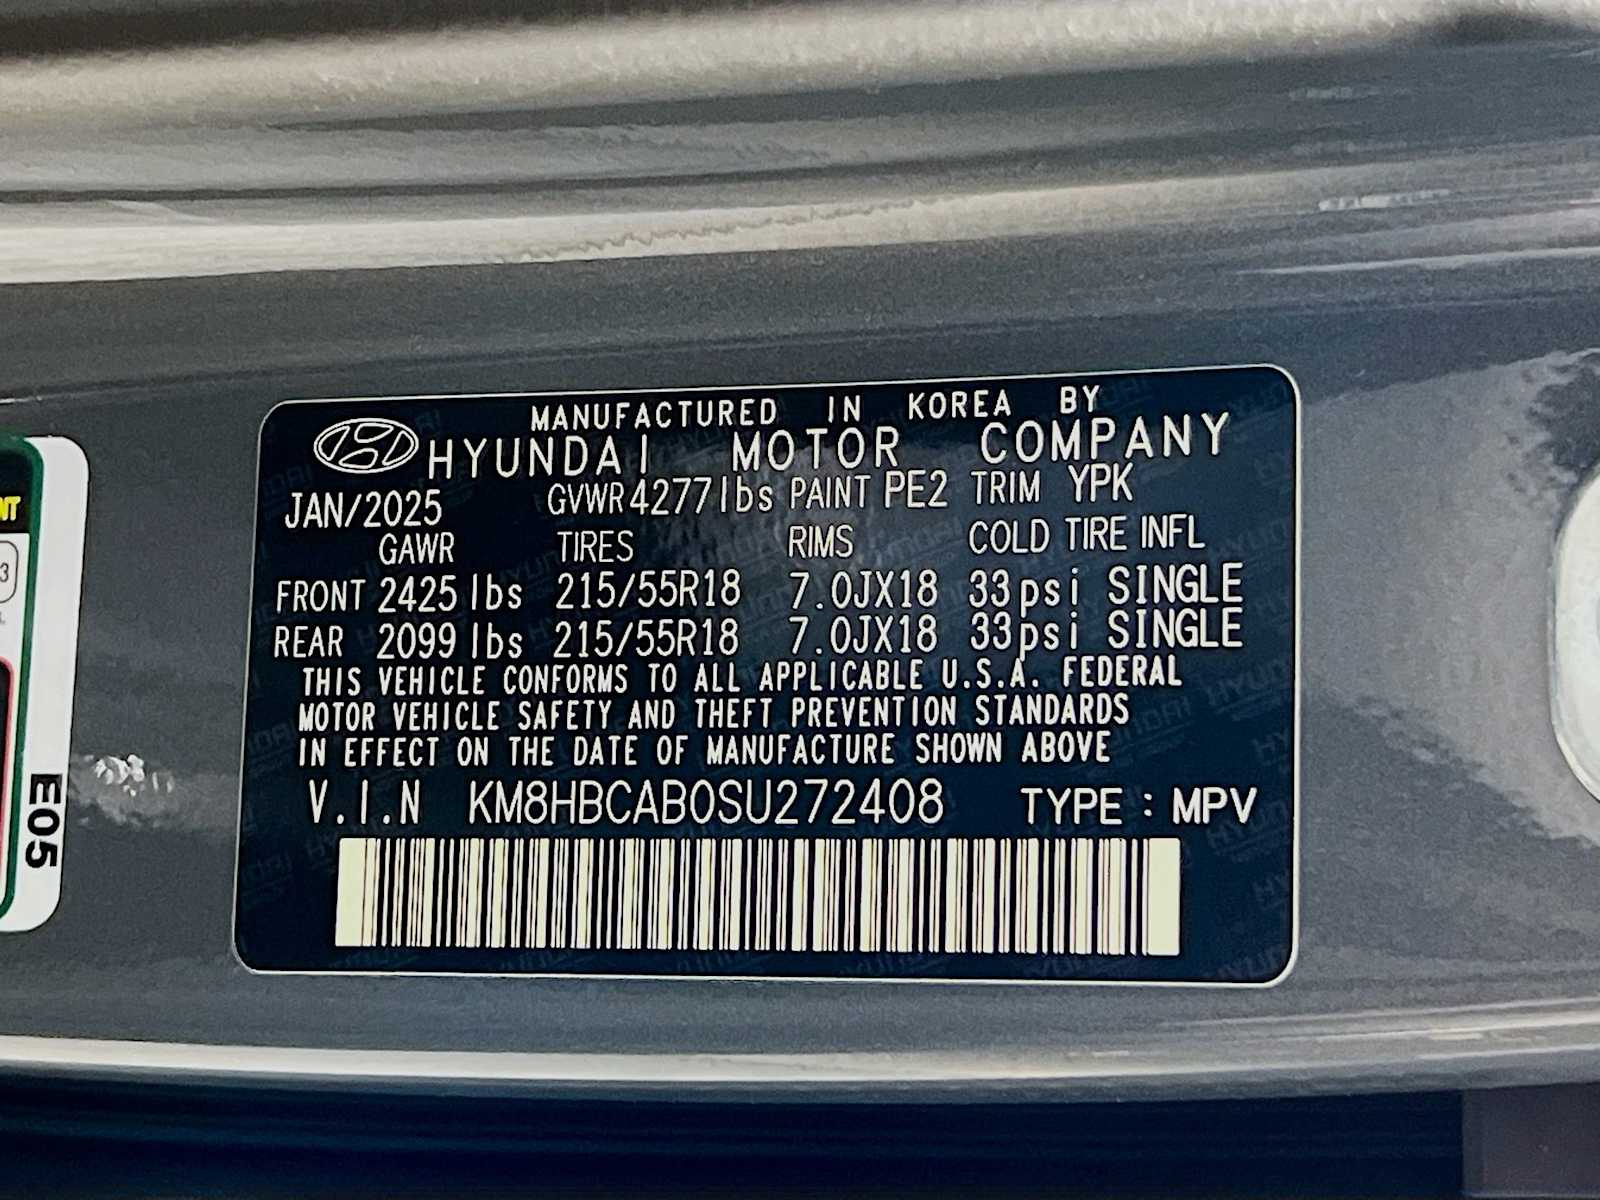 MANUFACTURED IN KOREA BY
HYUNDAI MOTOR COMPANY
JAN/2025 GVWR 4277lbs PAINT PE2 TRIM YPK
GAWR TIRES RIMS COLD TIRE INFL
FRONT 2425 lbs 215/55R18 7.0JX18 33psi SINGLE
REAR 2099 lbs 215/55R18 7.0JX18 33psi SINGLE
THIS VEHICLE CONFORMS TO ALL APPLICABLE U.S.A. FEDERAL
MOTOR VEHICLE SAFETY AND THEFT PREVENTION STANDARDS
IN EFFECT ON THE DATE OF MANUFACTURE SHOWN ABOVE
V.I.N KM8HBCAB0SU272408 TYPE : MPV
E05